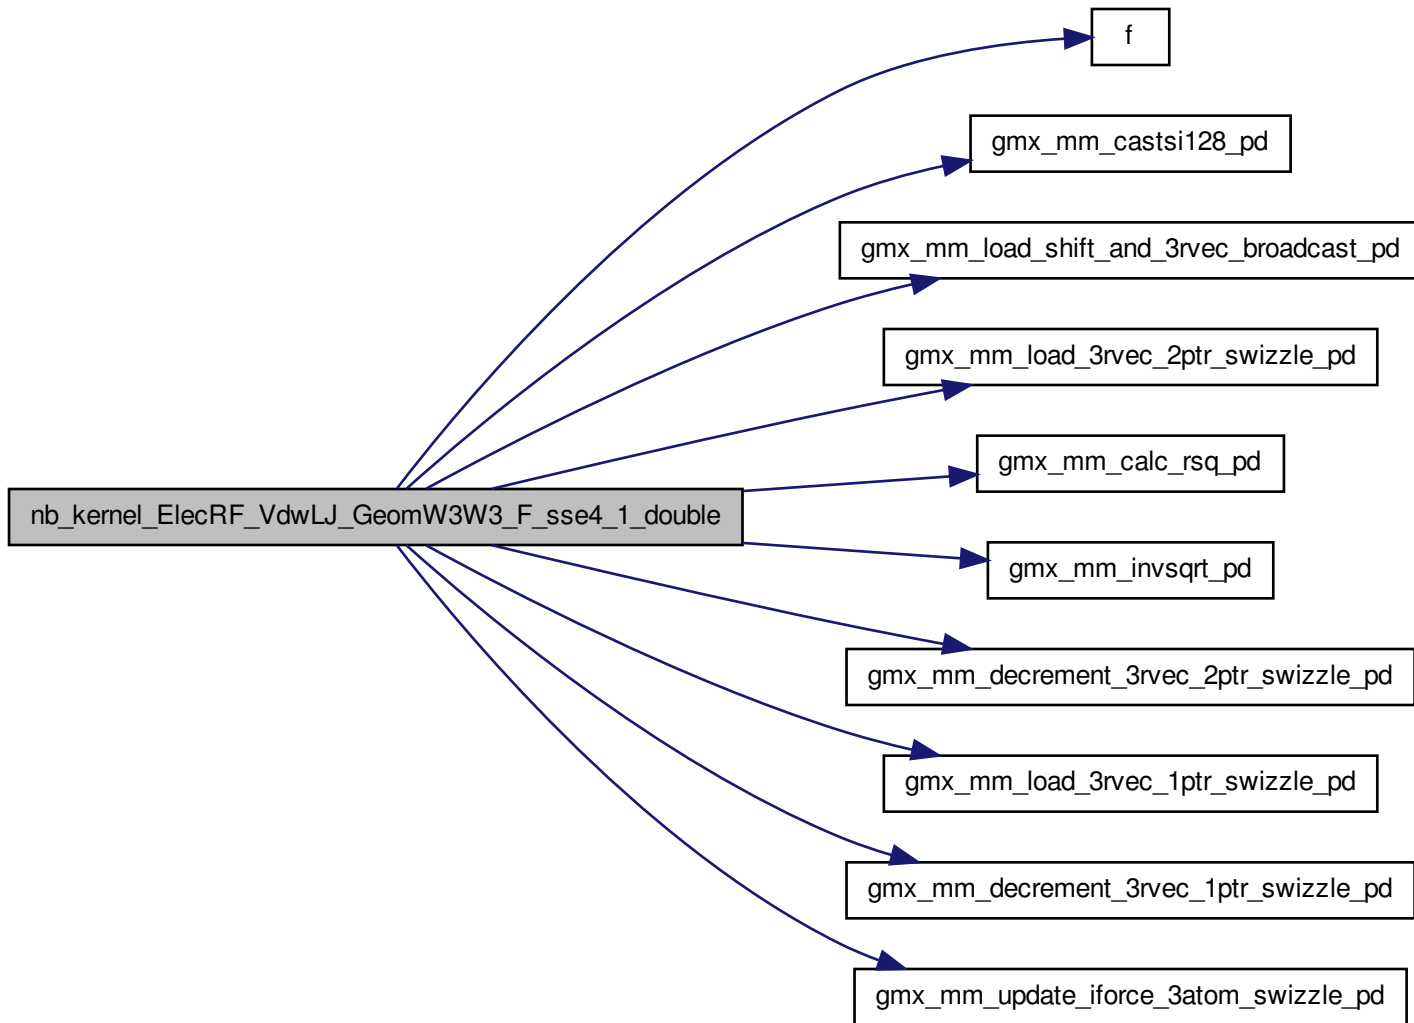 f
gmx_mm_castsi128_pd
gmx_mm_load_shift_and_3rvec_broadcast_pd
gmx_mm_load_3rvec_2ptr_swizzle_pd
gmx_mm_calc_rsq_pd
nb_kernel_ElecRF_VdwLJ_GeomW3W3_F_sse4_1_double
gmx_mm_invsqrt_pd
gmx_mm_decrement_3rvec_2ptr_swizzle_pd
gmx_mm_load_3rvec_1ptr_swizzle_pd
gmx_mm_decrement_3rvec_1ptr_swizzle_pd
gmx_mm_update_iforce_3atom_swizzle_pd